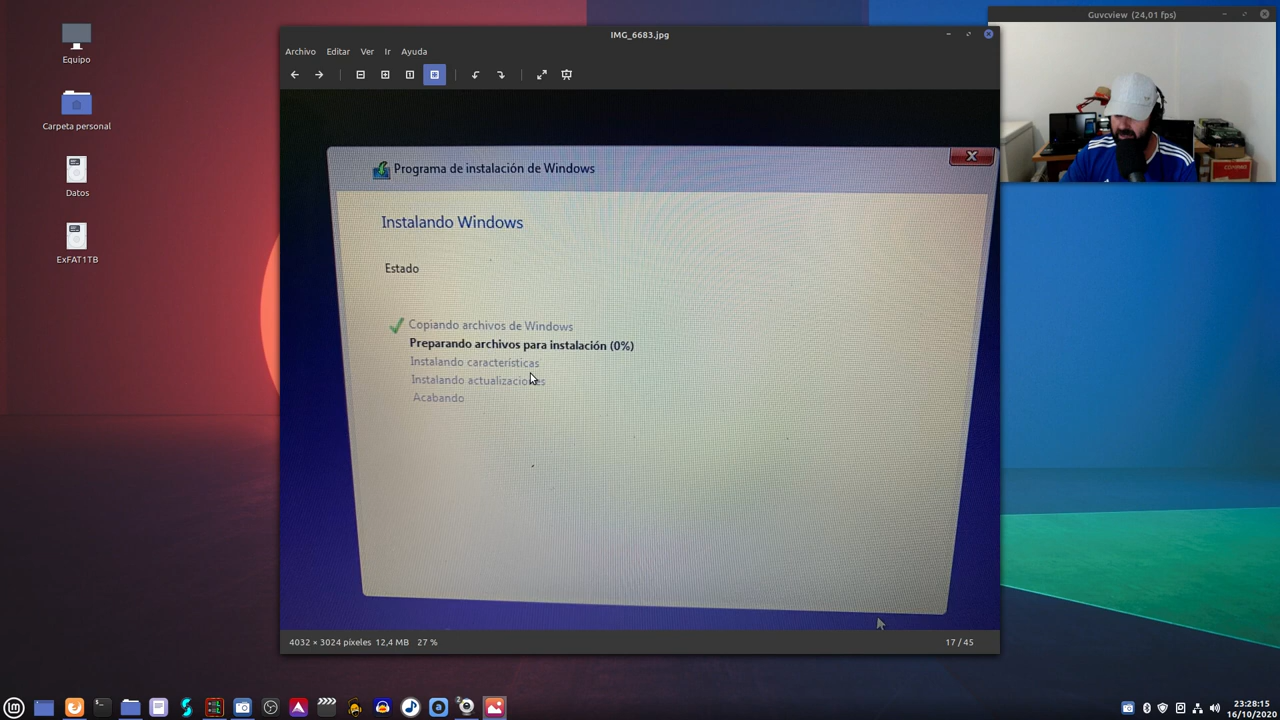 Guvcview (24,01 fps)
IMG_6683.jpg
Archivo Editar Ver Ir Ayuda
Equipo
Carpeta personal
Datos
ExFAT1TB
Programa de instalación de Windows
Instalando Windows
Estado
Copiando archivos de Windows
Preparando archivos para instalación (0%)
Instalando características
Instalando actualizaciones
Acabando
4032 × 3024 píxeles 12,4 MB 27 %
17 / 45
23:28:15
16/10/2020